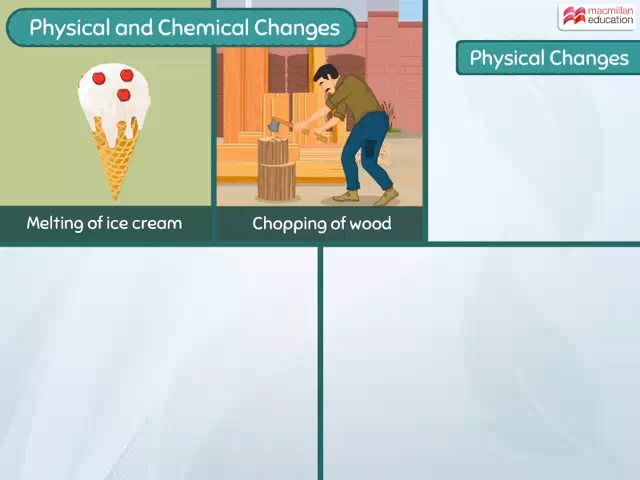 Physical and Chemical Changes
macmillan
education
Physical Changes
Melting of ice cream
Chopping of wood